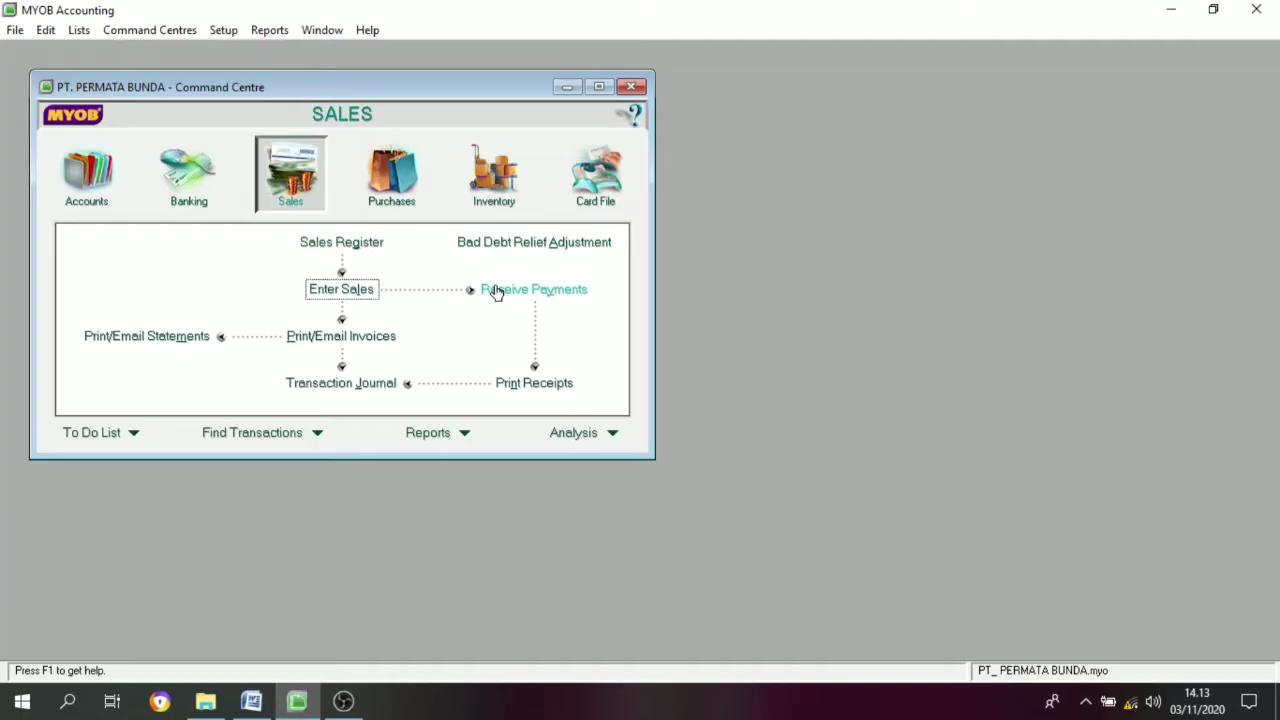 MYOB Accounting
File Edit Lists Command Centres Setup Reports Window Help
PT. PERMATA BUNDA - Command Centre
MYOB
SALES
?
Accounts Banking Sales Purchases Inventory Card File
Sales Register Bad Debt Relief Adjustment
Enter Sales Receive Payments
Print/Email Statements Print/Email Invoices
Transaction Journal Print Receipts
To Do List Find Transactions Reports Analysis
Press F1 to get help. PT_ PERMATA BUNDA.myo
14.13
03/11/2020